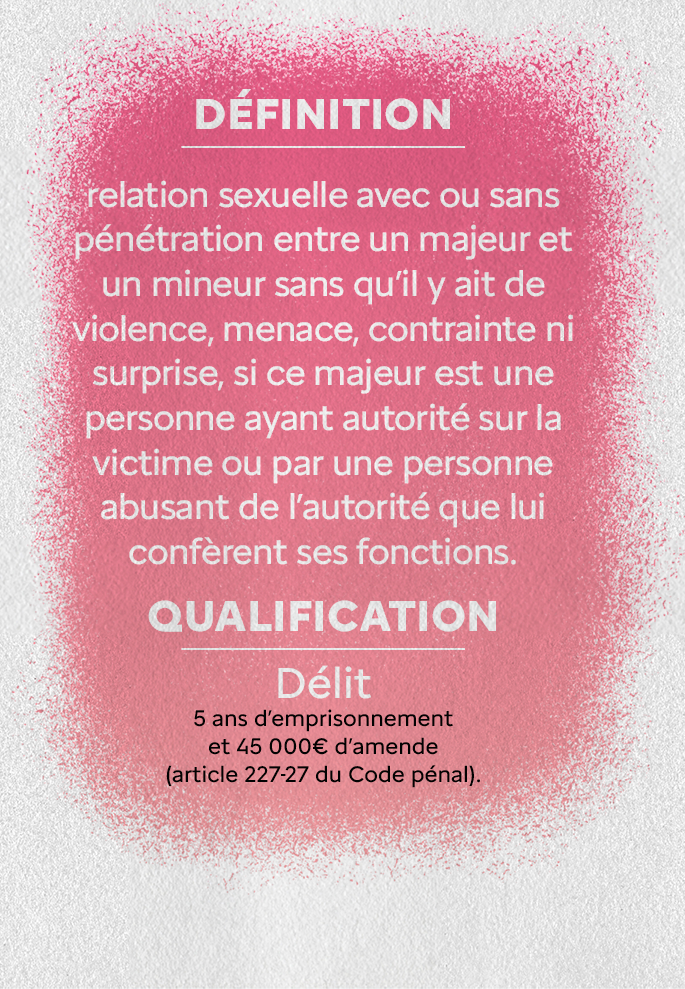 DÉFINITION
relation sexuelle avec ou sans
pénétration entre un majeur et
un mineur sans qu’il y ait de
violence, menace, contrainte ni
surprise, si ce majeur est une
personne ayant autorité sur la
victime ou par une personne
abusant de l’autorité que lui
confèrent ses fonctions.
QUALIFICATION
Délit
5 ans d’emprisonnement
et 45 000€ d’amende
(article 227-27 du Code pénal).